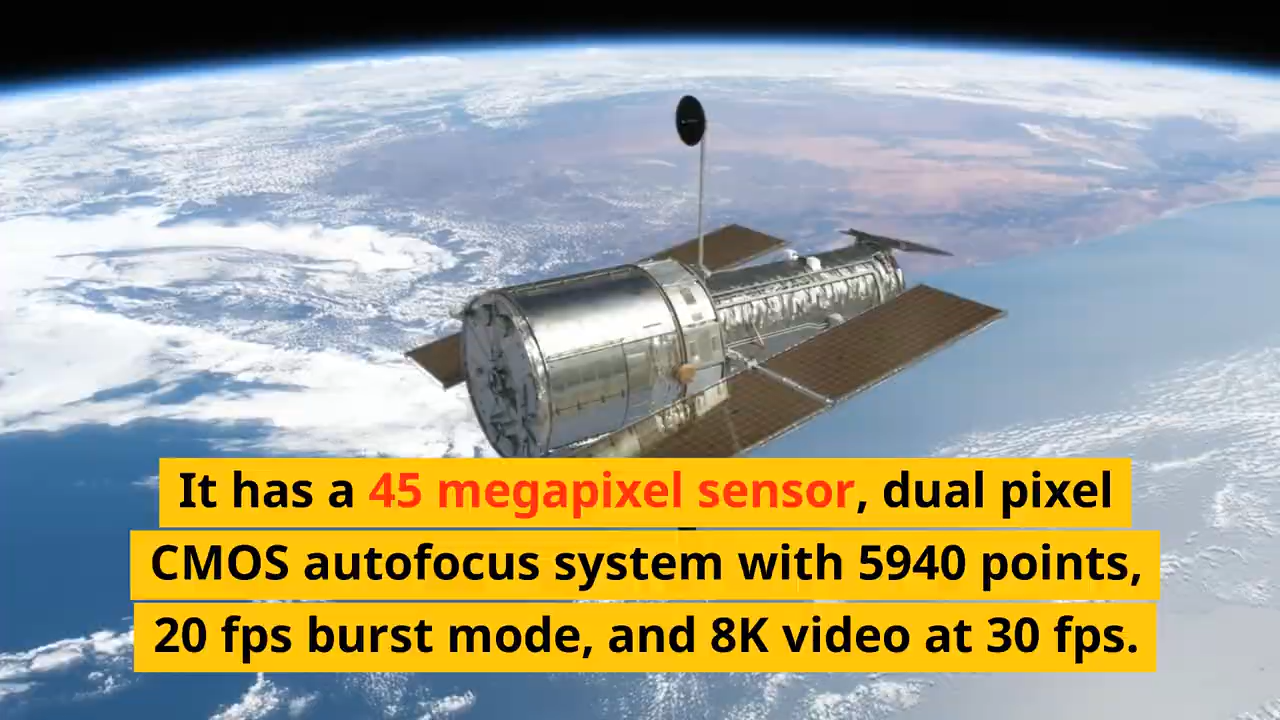 It has a 45 megapixel sensor, dual pixel
CMOS autofocus system with 5940 points,
20 fps burst mode, and 8K video at 30 fps.